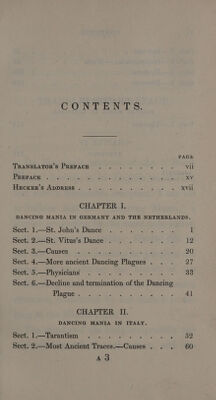 CONTENTS.
PAGE
TRANSLATOR'S PREFACE . . . . . . . . vii
PREFACE . . . . . . . . . . . . xv
HECKER'S ADDRESS . . . . . . . . . xvii
CHAPTER I.
DANCING MANIA IN GERMANY AND THE NETHERLANDS.
Sect. 1.—St. John's Dance . . . . . . 1
Sect. 2.—St. Vitus's Dance . . . . . . 12
Sect. 3.—Causes . . . . . . . . . 20
Sect. 4.—More ancient Dancing Plagues . . . 27
Sect. 5.—Physicians . . . . . . . . 33
Sect. 6.—Decline and termination of the Dancing
Plague . . . . . . . . . 41
CHAPTER II.
DANCING MANIA IN ITALY.
Sect. 1.—Tarantism . . . . . . . . 52
Sect. 2.—Most Ancient Traces.—Causes . . . 60
A 3